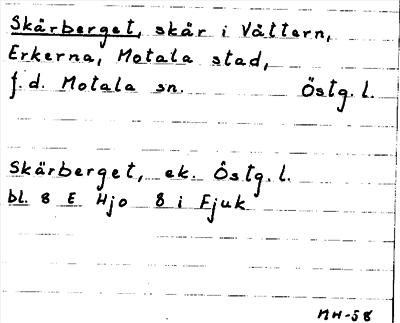 Skärberget, skär i Vättern,
Erkerna, Motala stad,
f.d. Motala sn. Östg.l.
Skärberget, ek. Östg.l.
bl. 8 E Hjo 8 i Fjuk
MH-58